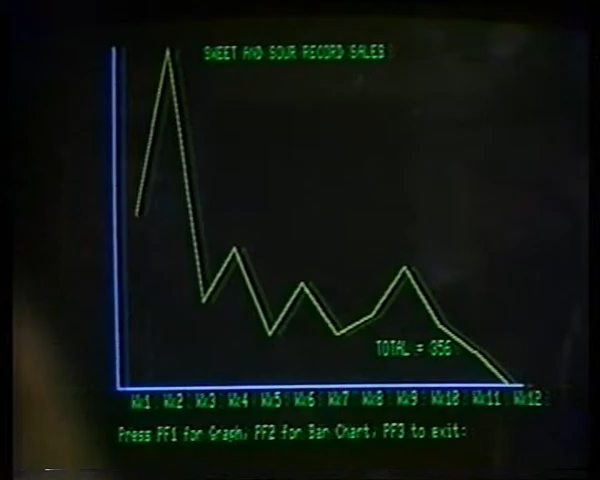 SWEET AND SOUR RECORD SALES
TOTAL = 356
Wk1 Wk2 Wk3 Wk4 Wk5 Wk6 Wk7 Wk8 Wk9 Wk10 Wk11 Wk12
Press PF1 for Graph, PF2 for Bar Chart, PF3 to exit: